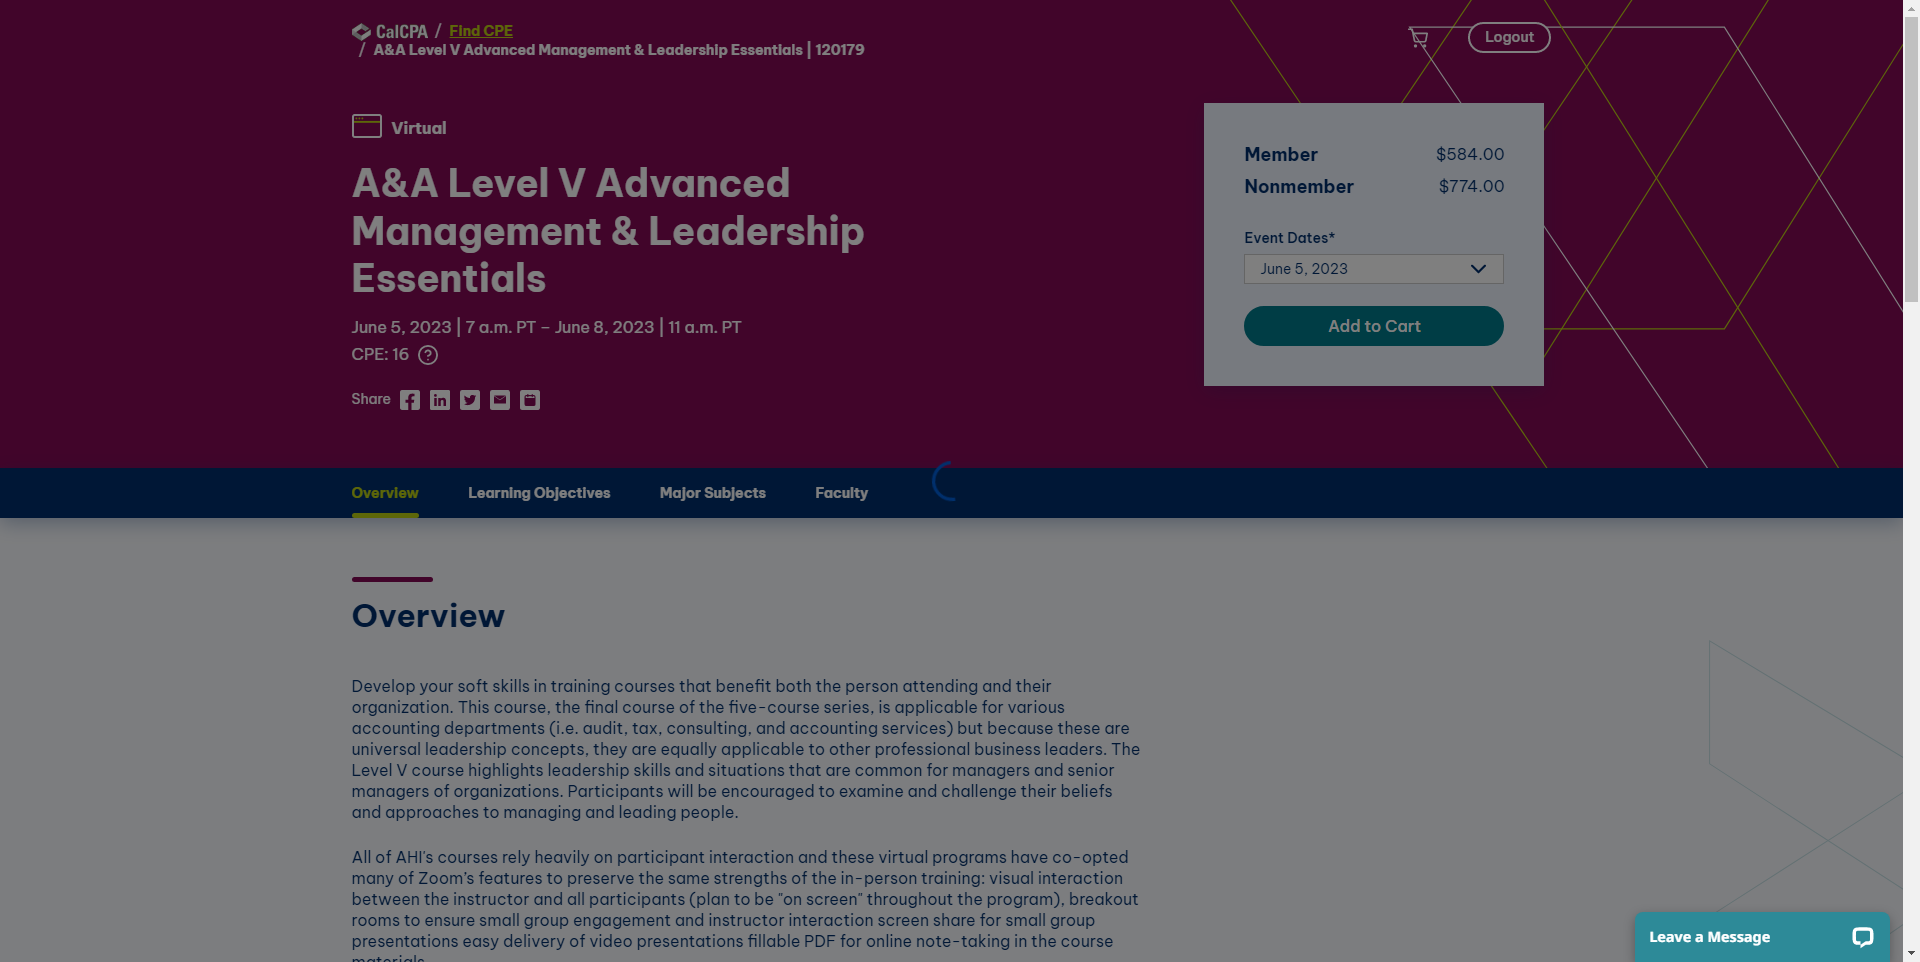 CalCPA / Find CPE
/ A&A Level V Advanced Management & Leadership Essentials | 120179
Logout
Virtual
A&A Level V Advanced
Management & Leadership
Essentials
June 5, 2023 | 7 a.m. PT – June 8, 2023 | 11 a.m. PT
CPE: 16 ?
Share
Member $584.00
Nonmember $774.00
Event Dates*
June 5, 2023
Add to Cart
Overview Learning Objectives Major Subjects Faculty
Overview
Develop your soft skills in training courses that benefit both the person attending and their
organization. This course, the final course of the five-course series, is applicable for various
accounting departments (i.e. audit, tax, consulting, and accounting services) but because these are
universal leadership concepts, they are equally applicable to other professional business leaders. The
Level V course highlights leadership skills and situations that are common for managers and senior
managers of organizations. Participants will be encouraged to examine and challenge their beliefs
and approaches to managing and leading people.
All of AHI's courses rely heavily on participant interaction and these virtual programs have co-opted
many of Zoom's features to preserve the same strengths of the in-person training: visual interaction
between the instructor and all participants (plan to be "on screen" throughout the program), breakout
rooms to ensure small group engagement and instructor interaction screen share for small group
presentations easy delivery of video presentations fillable PDF for online note-taking in the course
materials.
Leave a Message